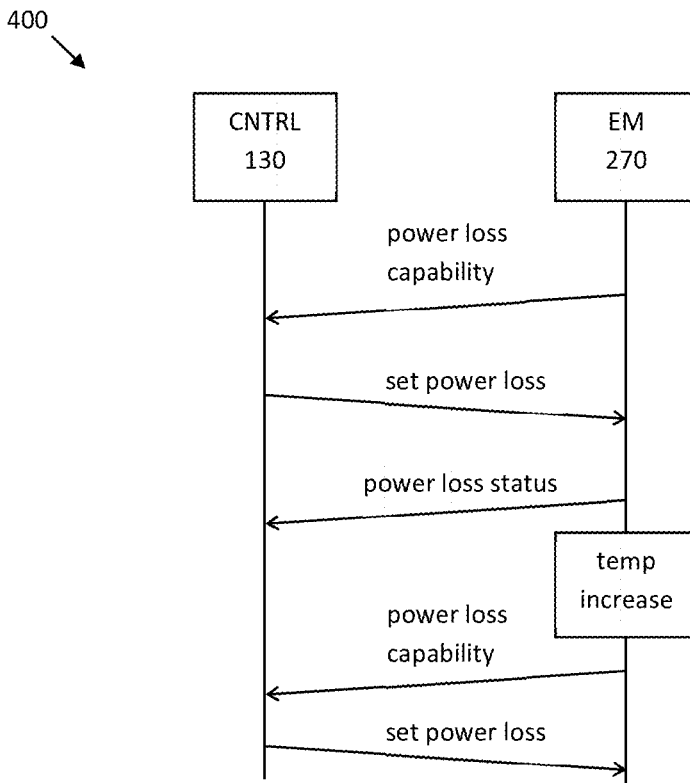 400
CNTRL
130
EM
270
power loss
capability
set power loss
power loss status
temp
increase
power loss
capability
set power loss